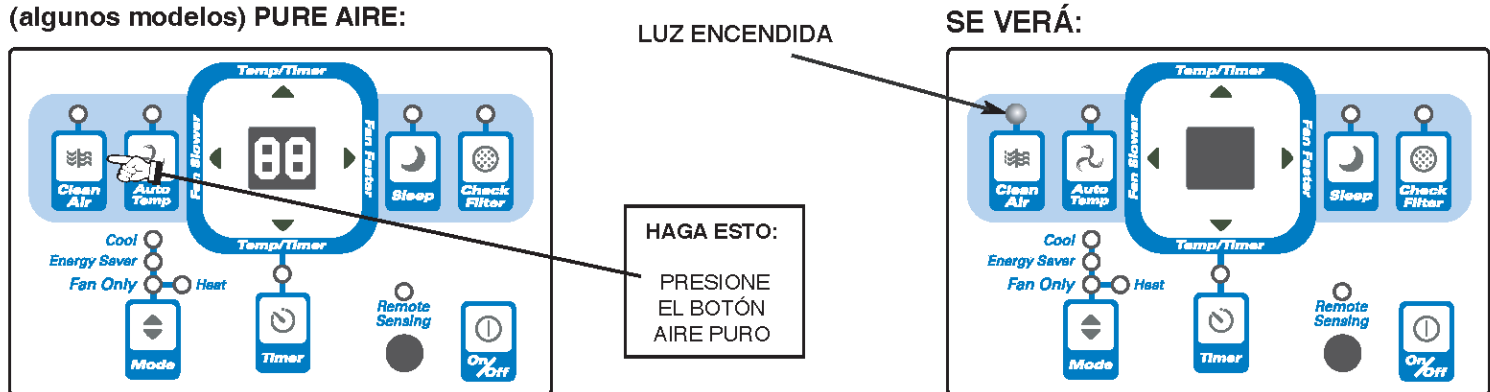 (algunos modelos) PURE AIRE:
LUZ ENCENDIDA
SE VERÁ:
Temp/Timer
Fan Slower
88
Fan Faster
Clean Air
Auto Temp
Sleep
Check Filter
Temp/Timer
Cool
Energy Saver
Fan Only
Heat
Mode
Timer
Remote Sensing
On/Off
HAGA ESTO:
PRESIONE
EL BOTÓN
AIRE PURO
Temp/Timer
Fan Slower
Fan Faster
Clean Air
Auto Temp
Sleep
Check Filter
Temp/Timer
Cool
Energy Saver
Fan Only
Heat
Mode
Timer
Remote Sensing
On/Off